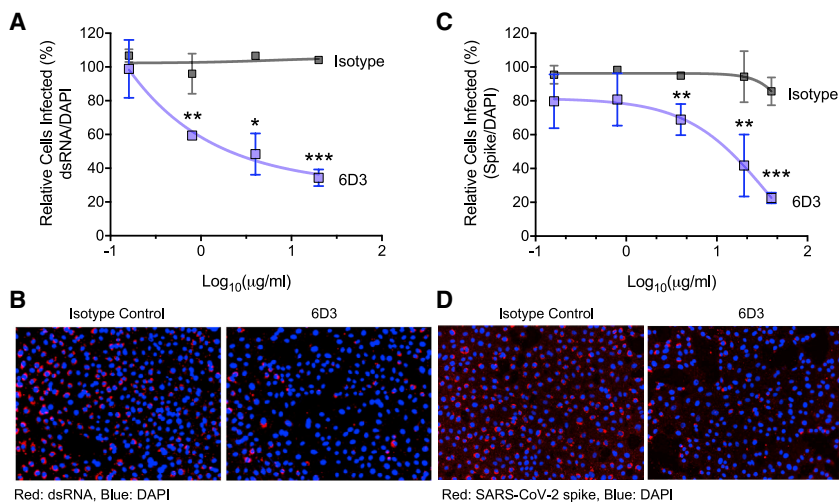 A
Relative Cells Infected (%)
dsRNA/DAPI
120
100
80
60
40
20
0
-1
0
1
2
Log10(μg/ml)
Isotype
**
*
***
6D3
C
Relative Cells Infected (%)
(Spike/DAPI)
120
100
80
60
40
20
0
-1
0
1
2
Log10(μg/ml)
Isotype
**
**
***
6D3
B
Isotype Control
6D3
Red: dsRNA, Blue: DAPI
D
Isotype Control
6D3
Red: SARS-CoV-2 spike, Blue: DAPI